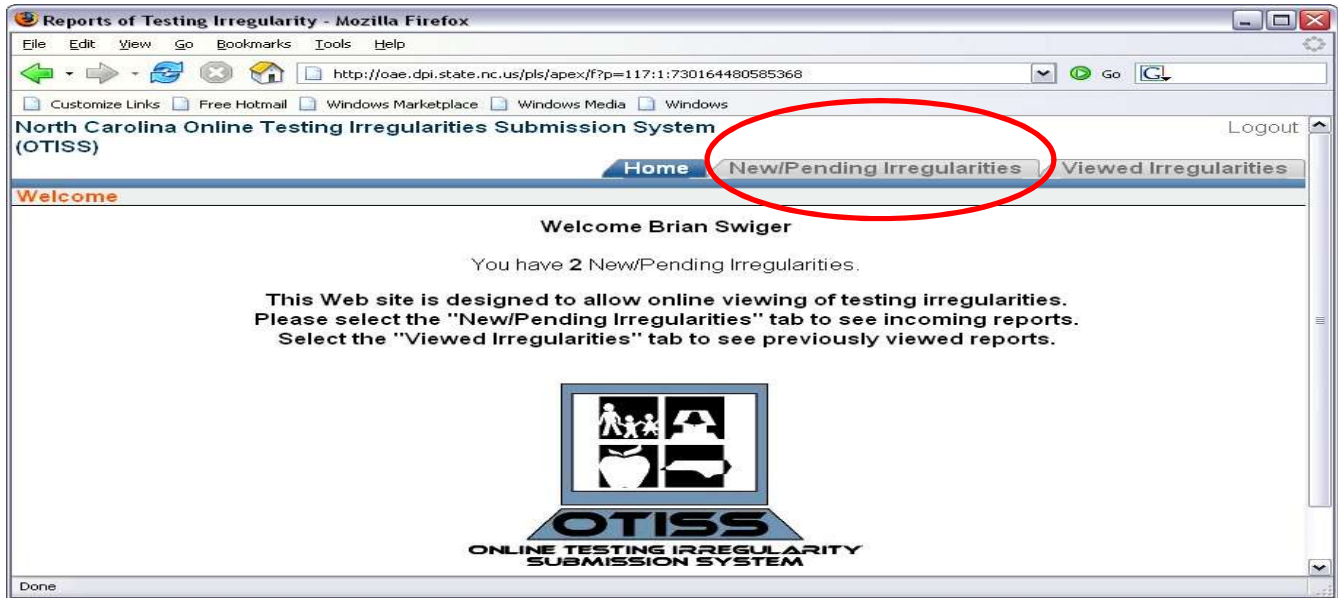 Reports of Testing Irregularity - Mozilla Firefox
File Edit View Go Bookmarks Tools Help
http://oae.dpi.state.nc.us/pls/apex/f?p=117:1:730164480585368 Go G
Customize Links Free Hotmail Windows Marketplace Windows Media Windows
North Carolina Online Testing Irregularities Submission System
(OTISS)
Logout
Home New/Pending Irregularities Viewed Irregularities
Welcome
Welcome Brian Swiger
You have 2 New/Pending Irregularities.
This Web site is designed to allow online viewing of testing irregularities.
Please select the "New/Pending Irregularities" tab to see incoming reports.
Select the "Viewed Irregularities" tab to see previously viewed reports.
OTISS
ONLINE TESTING IRREGULARITY
SUBMISSION SYSTEM
Done